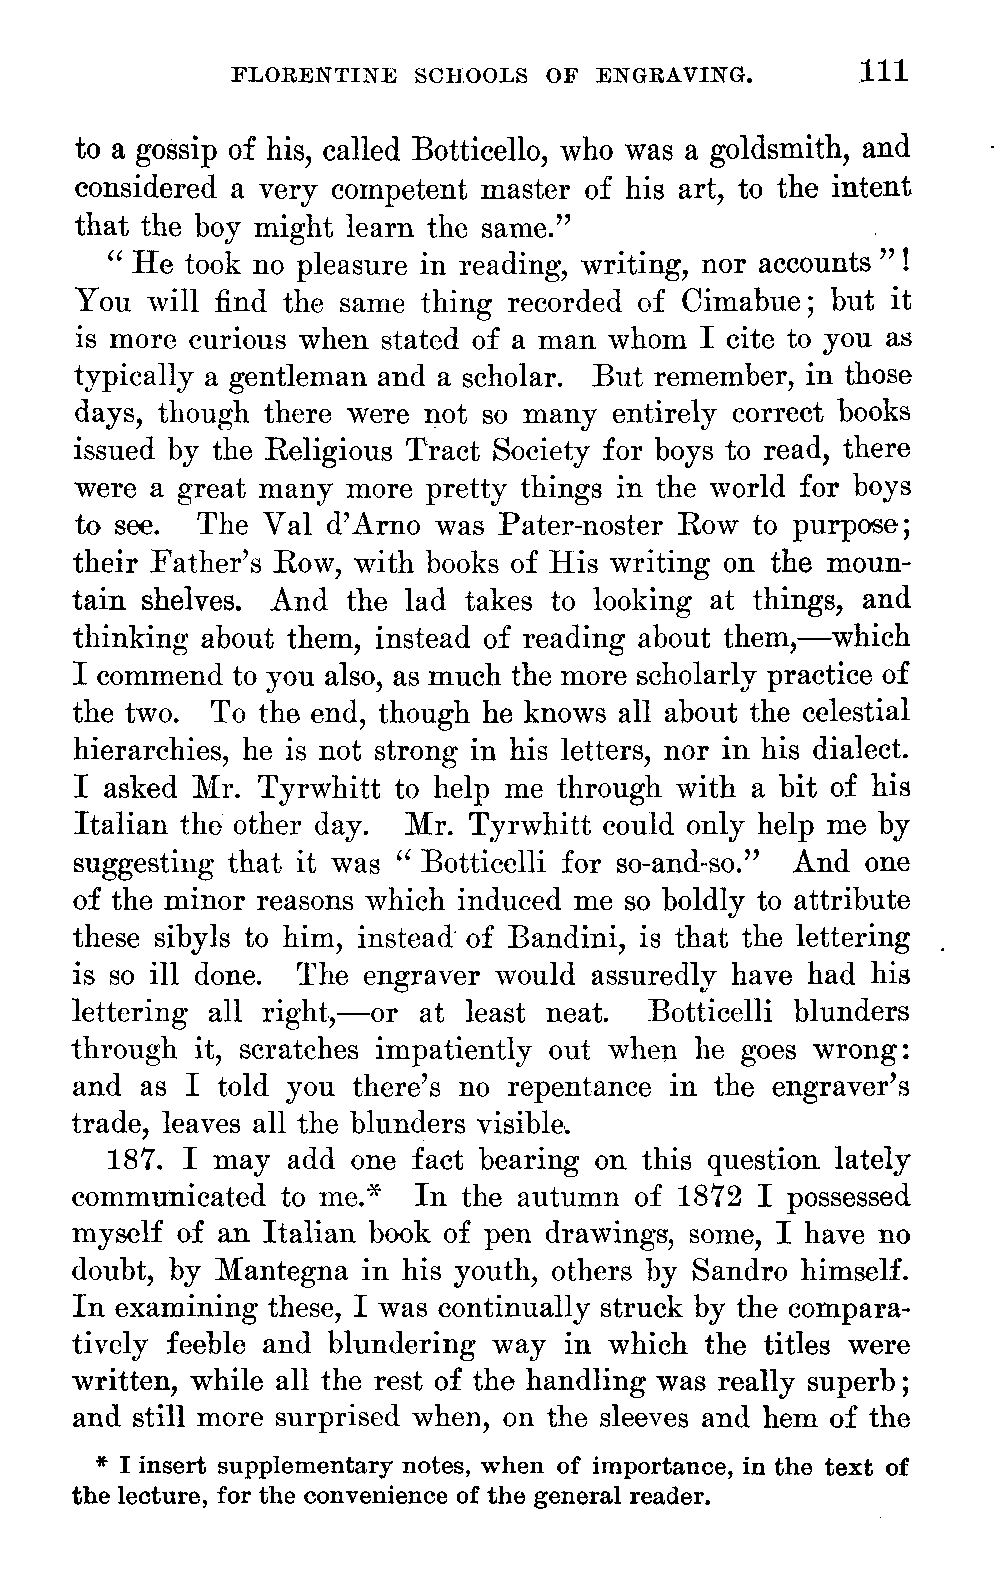 FLORENTINE SCHOOLS OF ENGRAVING. 111
to a gossip of his, called Botticello, who was a goldsmith, and
considered a very competent master of his art, to the intent
that the boy might learn the same.”
“ He took no pleasure in reading, writing, nor accounts ”!
You will find the same thing recorded of Cimabue; but it
is more curious when stated of a man whom I cite to you as
typically a gentleman and a scholar. But remember, in those
days, though there were not so many entirely correct books
issued by the Religious Tract Society for boys to read, there
were a great many more pretty things in the world for boys
to see. The Val d’Arno was Pater-noster Row to purpose;
their Father’s Row, with books of His writing on the moun-
tain shelves. And the lad takes to looking at things, and
thinking about them, instead of reading about them,—which
I commend to you also, as much the more scholarly practice of
the two. To the end, though he knows all about the celestial
hierarchies, he is not strong in his letters, nor in his dialect.
I asked Mr. Tyrwhitt to help me through with a bit of his
Italian the other day. Mr. Tyrwhitt could only help me by
suggesting that it was “ Botticelli for so-and-so.” And one
of the minor reasons which induced me so boldly to attribute
these sibyls to him, instead of Bandini, is that the lettering
is so ill done. The engraver would assuredly have had his
lettering all right,—or at least neat. Botticelli blunders
through it, scratches impatiently out when he goes wrong:
and as I told you there’s no repentance in the engraver’s
trade, leaves all the blunders visible.
187. I may add one fact bearing on this question lately
communicated to me.* In the autumn of 1872 I possessed
myself of an Italian book of pen drawings, some, I have no
doubt, by Mantegna in his youth, others by Sandro himself.
In examining these, I was continually struck by the compara-
tively feeble and blundering way in which the titles were
written, while all the rest of the handling was really superb;
and still more surprised when, on the sleeves and hem of the
* I insert supplementary notes, when of importance, in the text of
the lecture, for the convenience of the general reader.